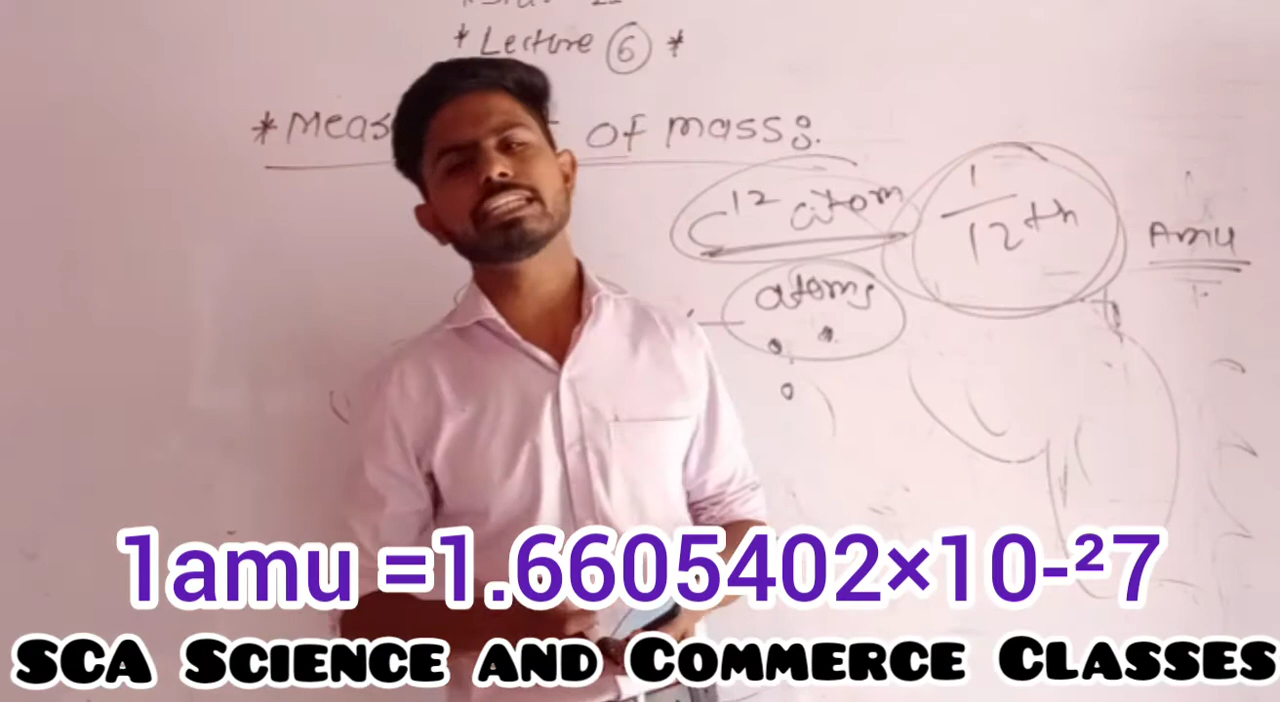 *Lecture 6 *
*Meas of mass:
C¹² atom 1/12th Amu
atoms
1amu =1.6605402×10-²7
SCA Science and Commerce Classes